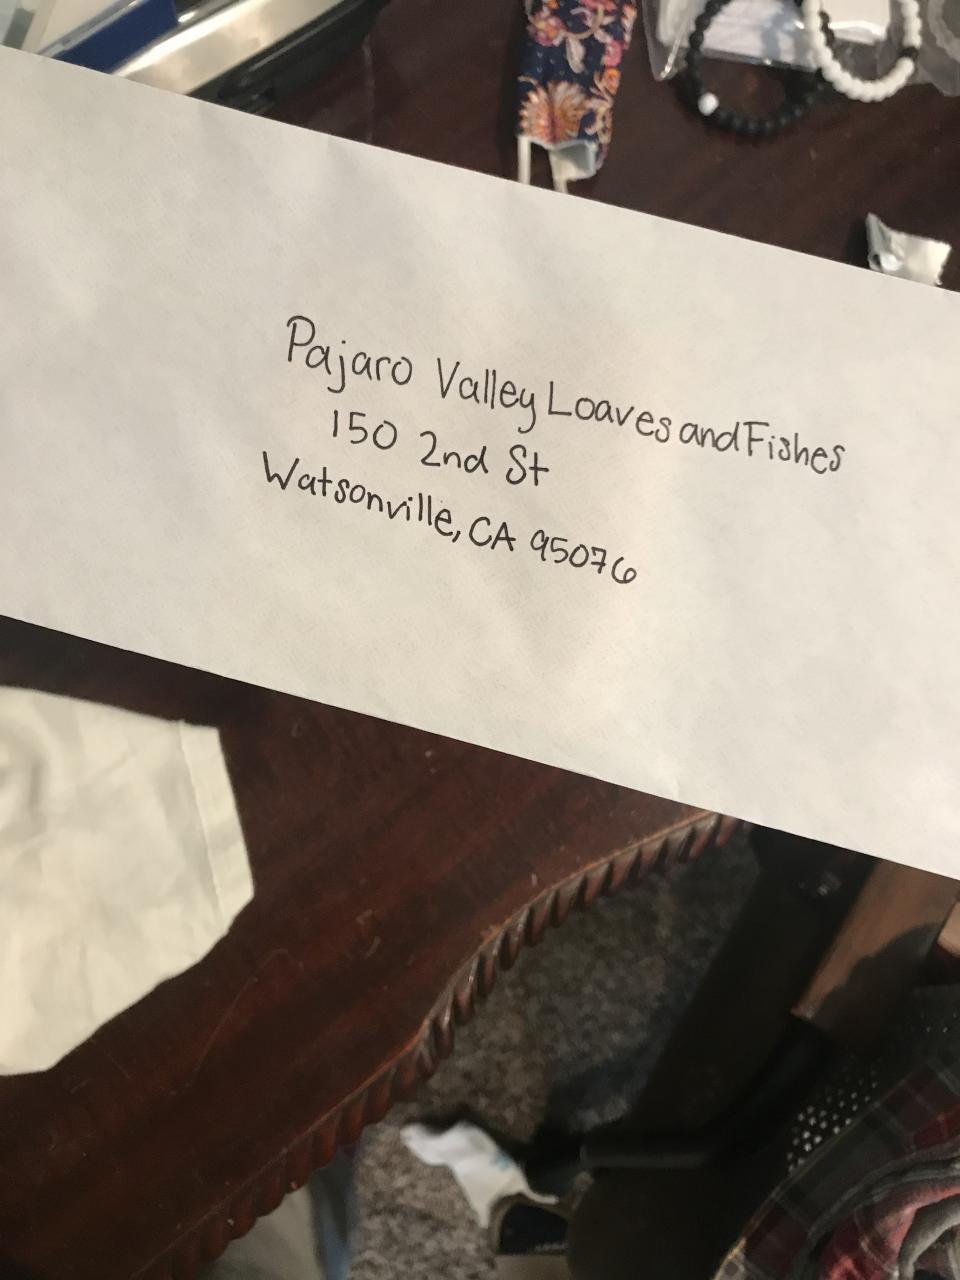 Pajaro Valley Loaves and Fishes
150 2nd St
Watsonville, CA 95076